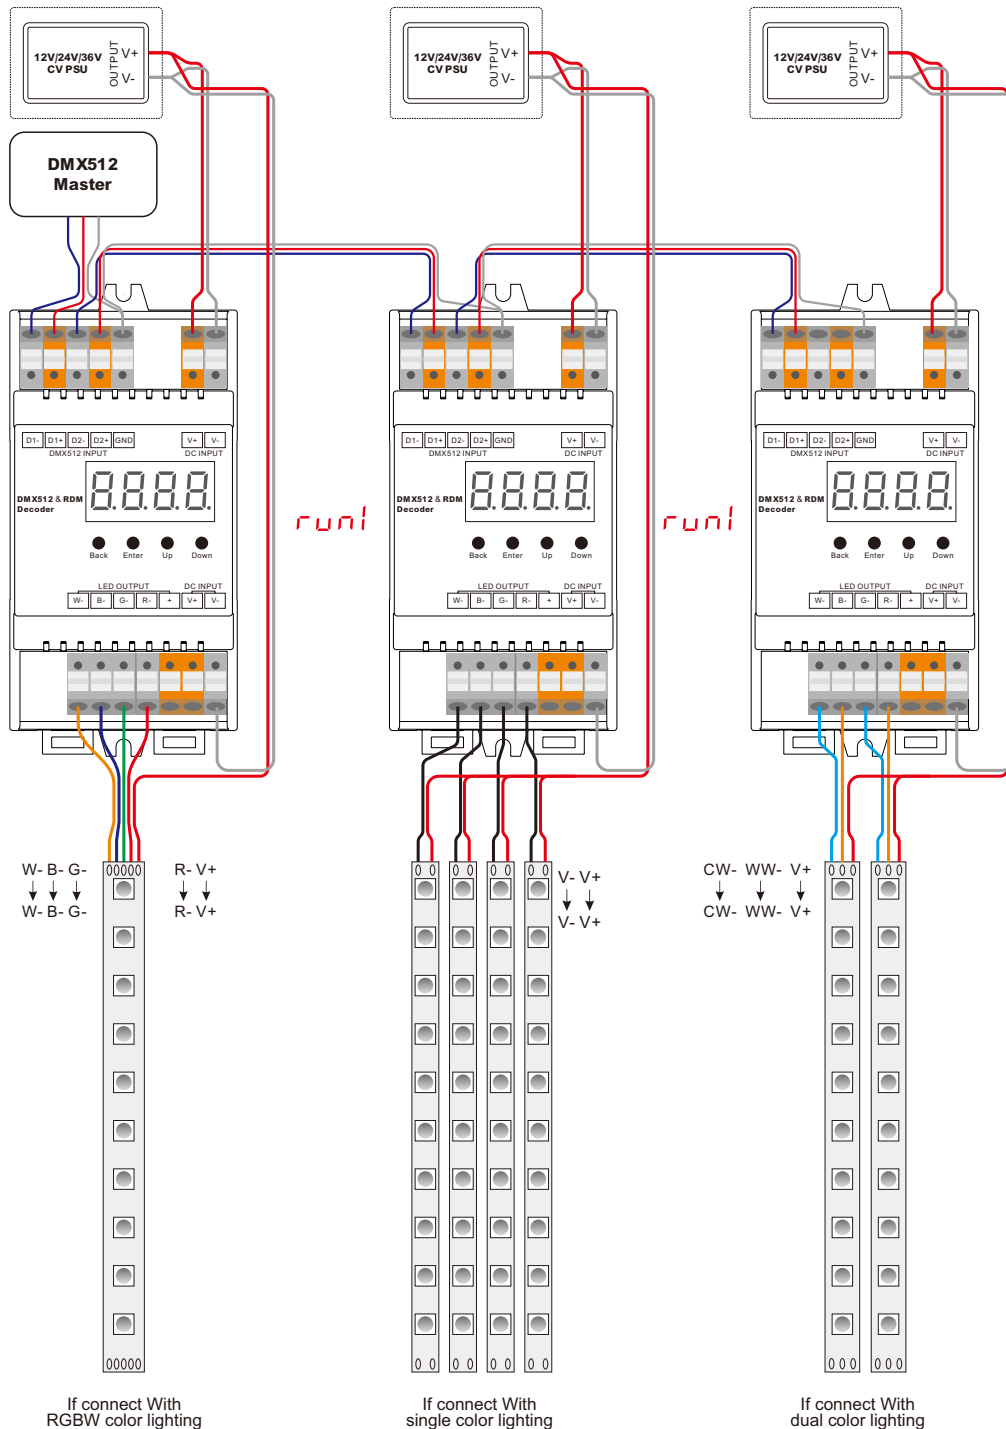 12V/24V/36V
CV PSU
OUTPUT
V+
V-
12V/24V/36V
CV PSU
OUTPUT
V+
V-
12V/24V/36V
CV PSU
OUTPUT
V+
V-
DMX512
Master
D1- D1+ D2- D2+ GND V+ V-
DMX512 INPUT DC INPUT
8.8.8.8.
DMX512 & RDM
Decoder
Back Enter Up Down
LED OUTPUT DC INPUT
W- B- G- R- + V+ V-
run1
D1- D1+ D2- D2+ GND V+ V-
DMX512 INPUT DC INPUT
8.8.8.8.
DMX512 & RDM
Decoder
Back Enter Up Down
LED OUTPUT DC INPUT
W- B- G- R- + V+ V-
run1
D1- D1+ D2- D2+ GND V+ V-
DMX512 INPUT DC INPUT
8.8.8.8.
DMX512 & RDM
Decoder
Back Enter Up Down
LED OUTPUT DC INPUT
W- B- G- R- + V+ V-
W- B- G- R- V+
W- B- G- R- V+
V- V+
V- V+
CW- WW- V+
CW- WW- V+
If connect With
RGBW color lighting
If connect With
single color lighting
If connect With
dual color lighting